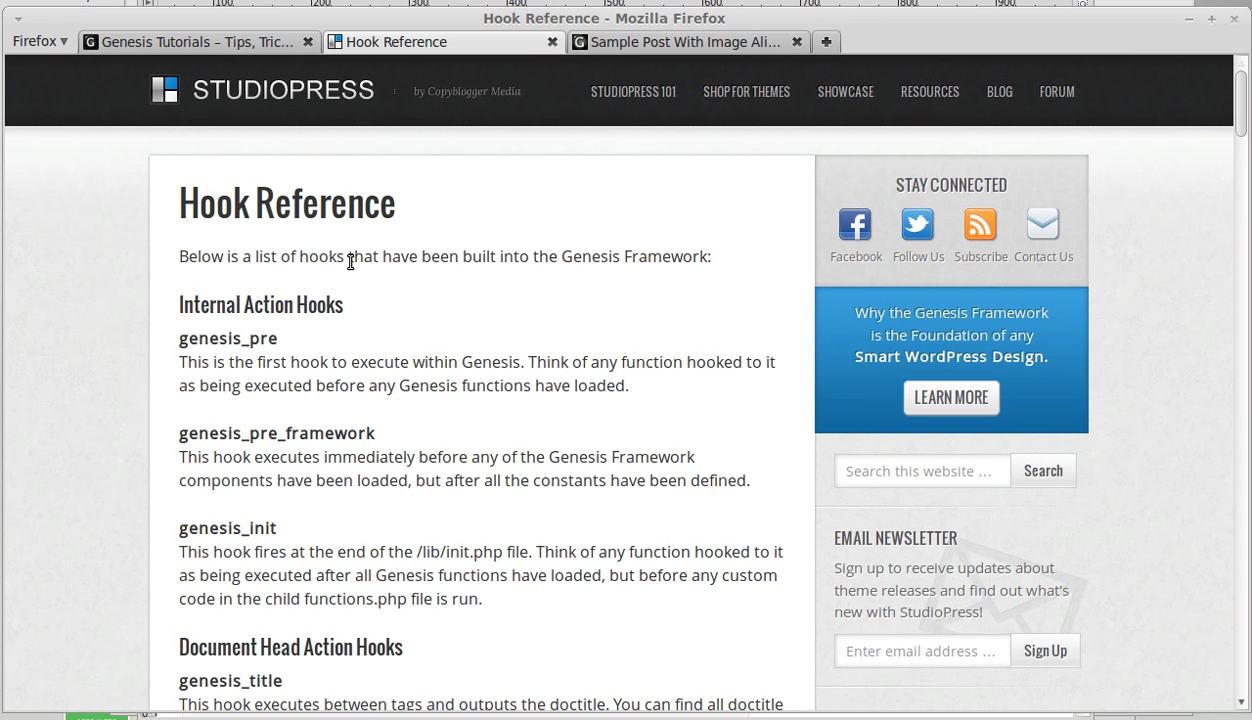 Hook Reference - Mozilla Firefox
Firefox
Genesis Tutorials – Tips, Tric...
Hook Reference
Sample Post With Image Ali...
STUDIOPRESS
by Copyblogger Media
STUDIOPRESS 101
SHOP FOR THEMES
SHOWCASE
RESOURCES
BLOG
FORUM
Hook Reference
Below is a list of hooks that have been built into the Genesis Framework:
Internal Action Hooks
genesis_pre
This is the first hook to execute within Genesis. Think of any function hooked to it
as being executed before any Genesis functions have loaded.
genesis_pre_framework
This hook executes immediately before any of the Genesis Framework
components have been loaded, but after all the constants have been defined.
genesis_init
This hook fires at the end of the /lib/init.php file. Think of any function hooked to it
as being executed after all Genesis functions have loaded, but before any custom
code in the child functions.php file is run.
Document Head Action Hooks
genesis_title
This hook executes between tags and outputs the doctitle. You can find all doctitle
STAY CONNECTED
Facebook
Follow Us
Subscribe
Contact Us
Why the Genesis Framework
is the Foundation of any
Smart WordPress Design.
LEARN MORE
Search this website …
Search
EMAIL NEWSLETTER
Sign up to receive updates about
theme releases and find out what's
new with StudioPress!
Enter email address …
Sign Up